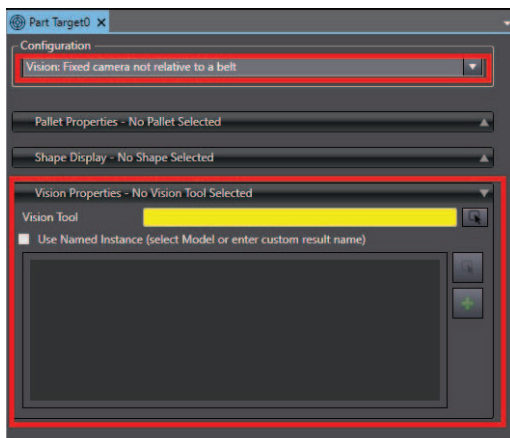 Part Target0
Configuration
Vision: Fixed camera not relative to a belt
Pallet Properties - No Pallet Selected
Shape Display - No Shape Selected
Vision Properties - No Vision Tool Selected
Vision Tool
Use Named Instance (select Model or enter custom result name)